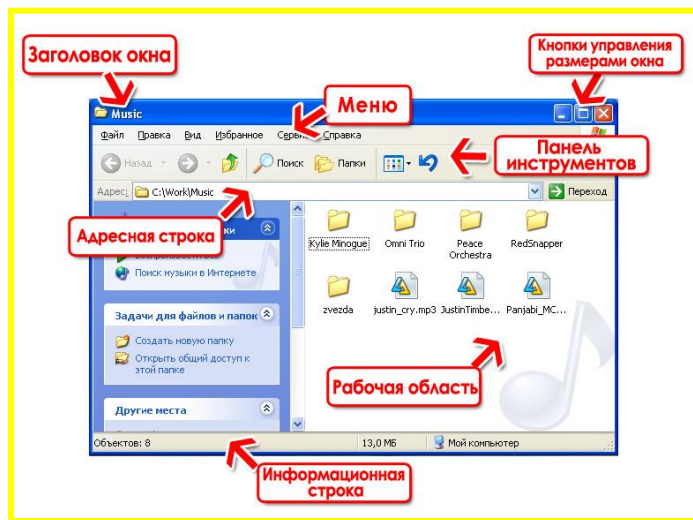 Заголовок окна
Кнопки управления
размерами окна
Меню
Music
Файл Правка Вид Избранное Справка
Панель
инструментов
Назад Поиск Папки
Адрес: C:\Work\Music Переход
Адресная строка
Поиск музыки в Интернете
Задачи для файлов и папок
Создать новую папку
Открыть общий доступ к
этой папке
Другие места
Kylie Minogue Omni Trio Peace
Orchestra RedSnapper
zvezda justin_cry.mp3 JustinTimbe... Panjabi_MC...
Рабочая область
Объектов: 8 13,0 МБ Мой компьютер
Информационная
строка